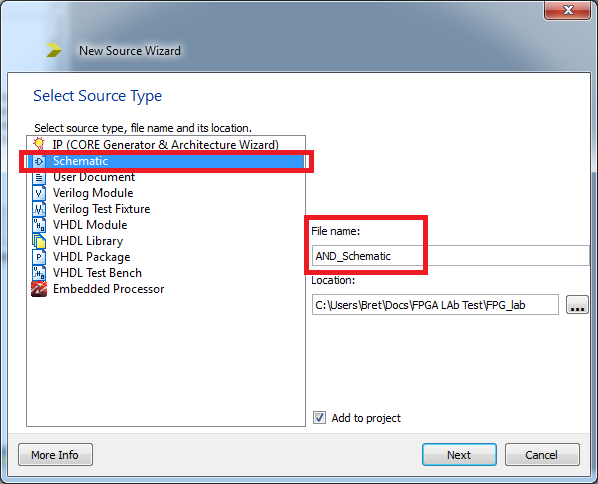 New Source Wizard
Select Source Type
Select source type, file name and its location.
IP (CORE Generator & Architecture Wizard)
Schematic
User Document
Verilog Module
Verilog Test Fixture
VHDL Module
VHDL Library
VHDL Package
VHDL Test Bench
Embedded Processor
File name:
AND_Schematic
Location:
C:\Users\Bret\Docs\FPGA LAb Test\FPG_lab
...
Add to project
More Info
Next
Cancel